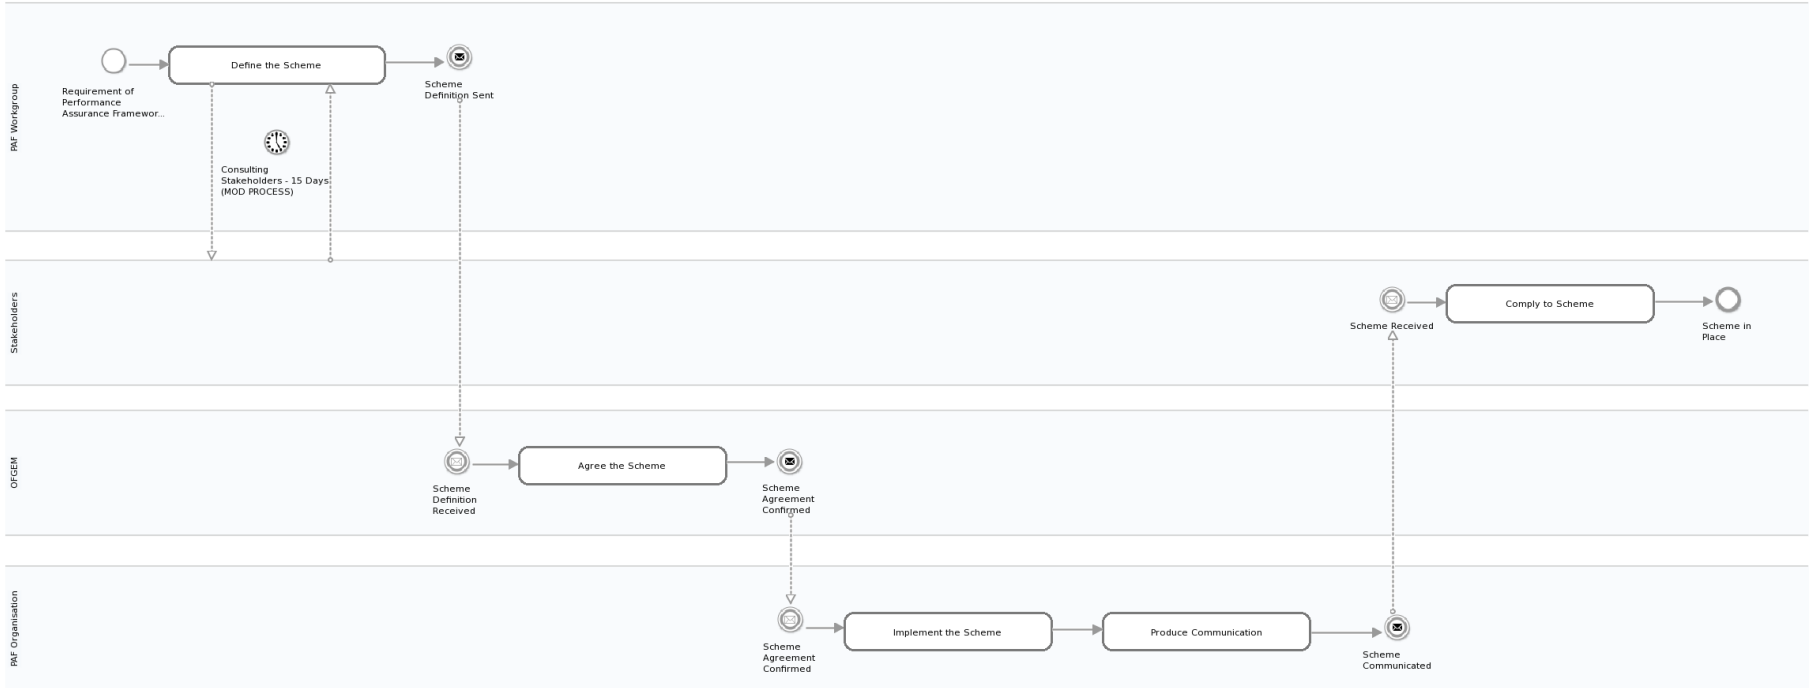 PAF Workgroup
Define the Scheme
Requirement of
Performance
Assurance Framewor...
Scheme
Definition Sent
Consulting
Stakeholders - 15 Days
(MOD PROCESS)
Stakeholders
Scheme Received
Comply to Scheme
Scheme in
Place
OFGEM
Scheme
Definition
Received
Agree the Scheme
Scheme
Agreement
Confirmed
PAF Organisation
Scheme
Agreement
Confirmed
Implement the Scheme
Produce Communication
Scheme
Communicated